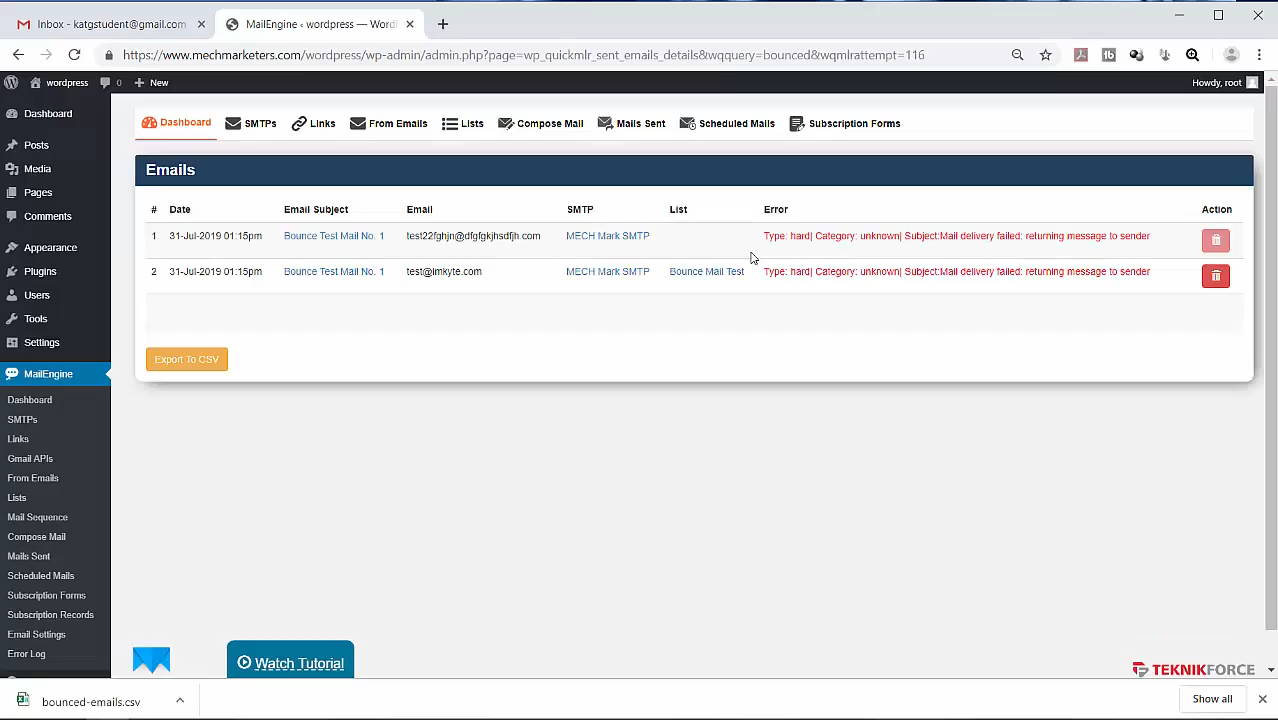 Inbox - katgstudent@gmail.com
MailEngine ‹ wordpress — WordP
https://www.mechmarketers.com/wordpress/wp-admin/admin.php?page=wp_quickmlr_sent_emails_details&wqquery=bounced&wqmlrattempt=116
wordpress 0 New Howdy, root
Dashboard
Posts
Media
Pages
Comments
Appearance
Plugins
Users
Tools
Settings
MailEngine
Dashboard
SMTPs
Links
Gmail APIs
From Emails
Lists
Mail Sequence
Compose Mail
Mails Sent
Scheduled Mails
Subscription Forms
Subscription Records
Email Settings
Error Log
Dashboard SMTPs Links From Emails Lists Compose Mail Mails Sent Scheduled Mails Subscription Forms
Emails
# Date Email Subject Email SMTP List Error Action
1 31-Jul-2019 01:15pm Bounce Test Mail No. 1 test22fghjn@dfgfgkjhsdfjh.com MECH Mark SMTP Type: hard| Category: unknown| Subject:Mail delivery failed: returning message to sender
2 31-Jul-2019 01:15pm Bounce Test Mail No. 1 test@imkyte.com MECH Mark SMTP Bounce Mail Test Type: hard| Category: unknown| Subject:Mail delivery failed: returning message to sender
Export To CSV
Watch Tutorial
TEKNIKFORCE
bounced-emails.csv
Show all